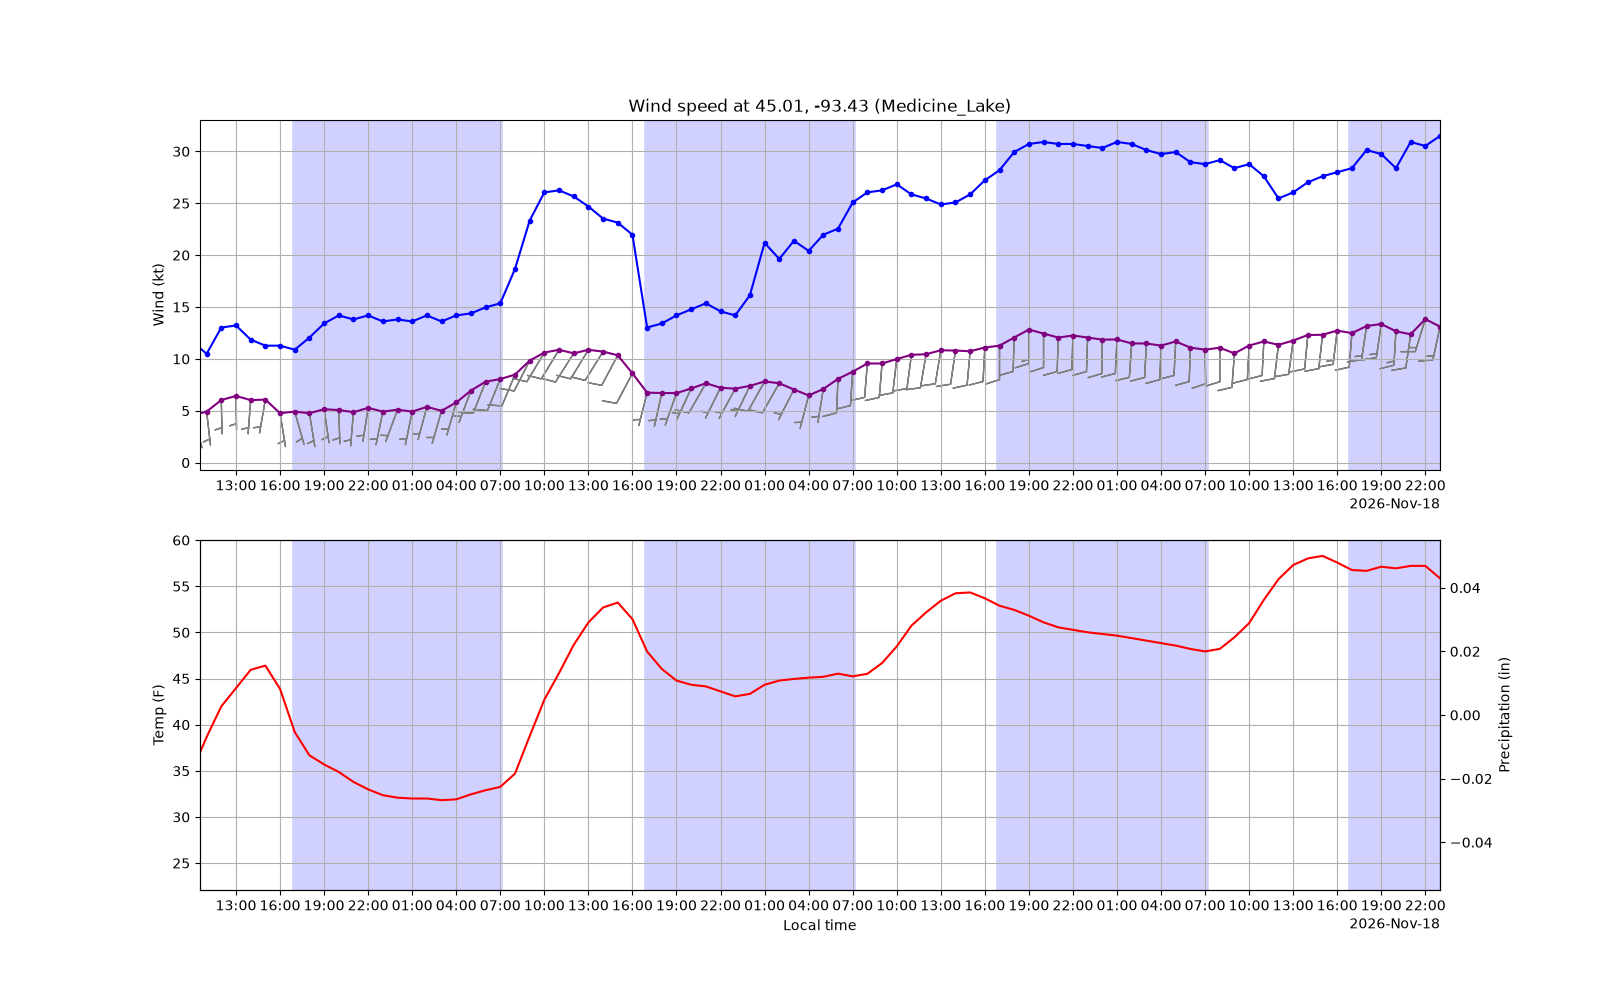 Wind speed at 45.01, -93.43 (Medicine_Lake)
30
25
20
15
10
5
0
Wind (kt)
13:00 16:00 19:00 22:00 01:00 04:00 07:00 10:00 13:00 16:00 19:00 22:00 01:00 04:00 07:00 10:00 13:00 16:00 19:00 22:00 01:00 04:00 07:00 10:00 13:00 16:00 19:00 22:00
2026-Nov-18
60
55
50
45
40
35
30
25
Temp (F)
0.04
0.02
0.00
−0.02
−0.04
Precipitation (in)
13:00 16:00 19:00 22:00 01:00 04:00 07:00 10:00 13:00 16:00 19:00 22:00 01:00 04:00 07:00 10:00 13:00 16:00 19:00 22:00 01:00 04:00 07:00 10:00 13:00 16:00 19:00 22:00
Local time
2026-Nov-18